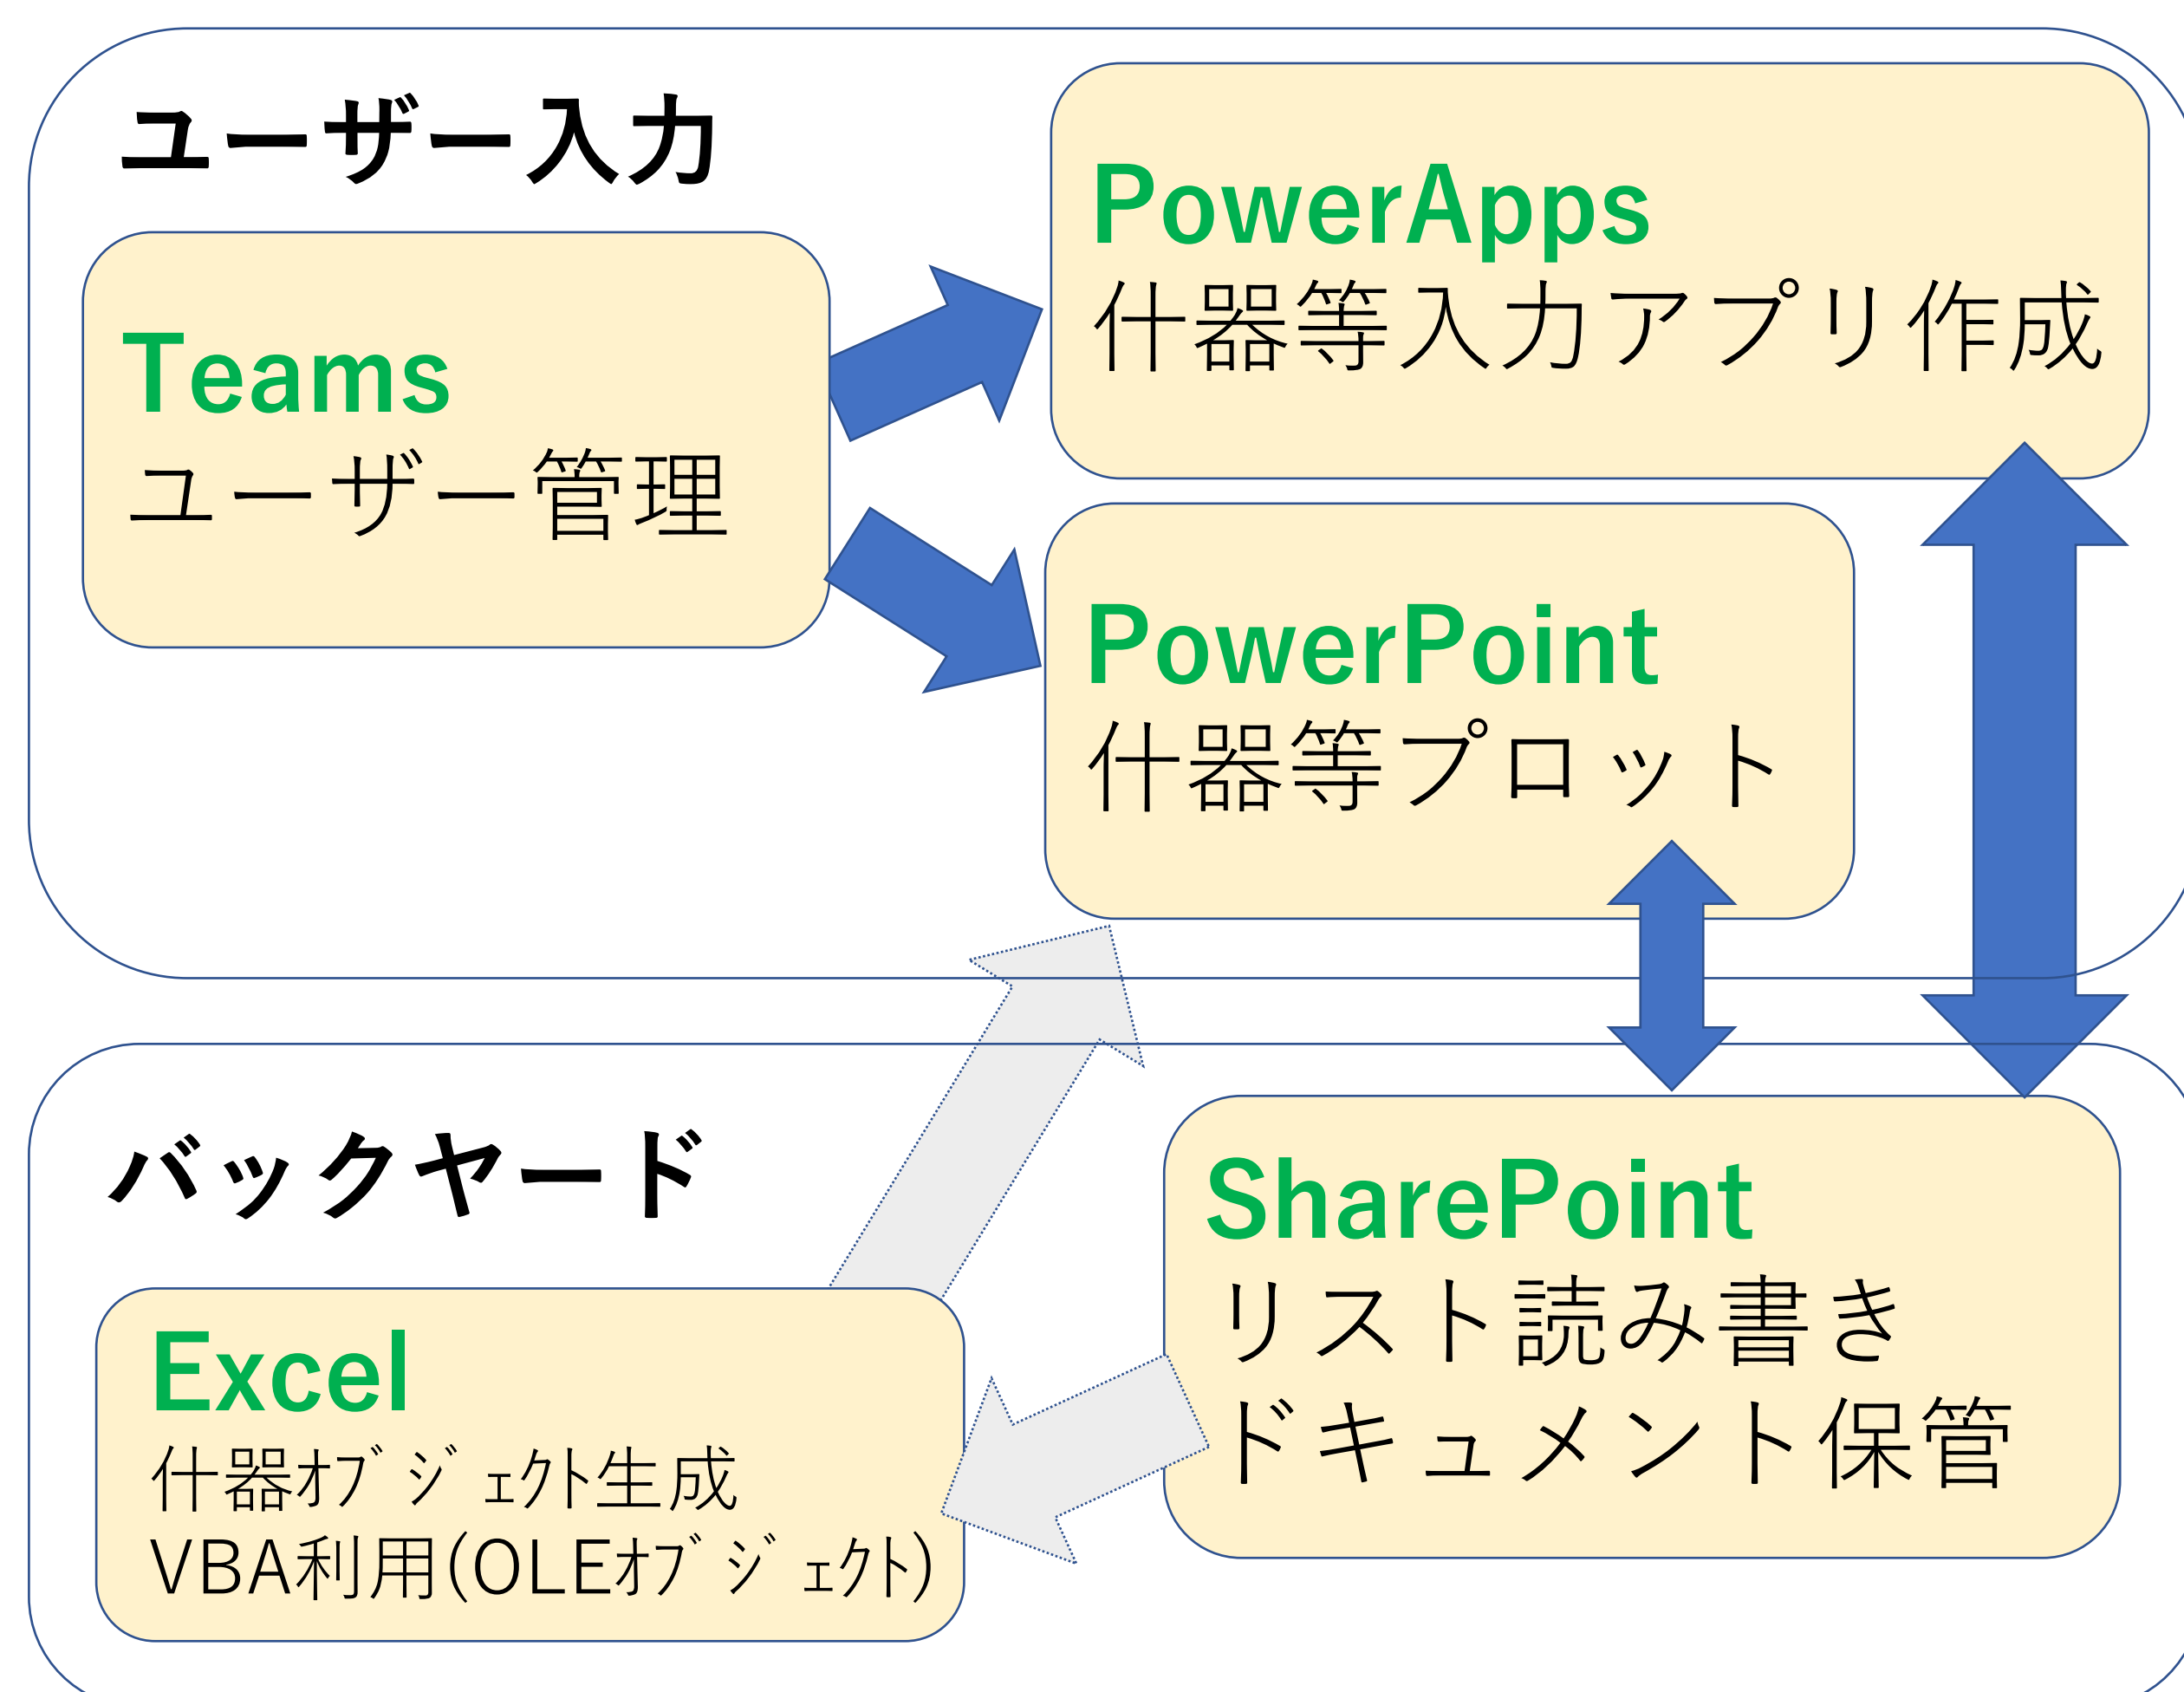 ユーザー入力
Teams
ユーザー管理
PowerApps
什器等入力アプリ作成
PowerPoint
什器等プロット
バックヤード
Excel
什器オブジェクト生成
VBA利用(OLEオブジェクト)
SharePoint
リスト読み書き
ドキュメント保管